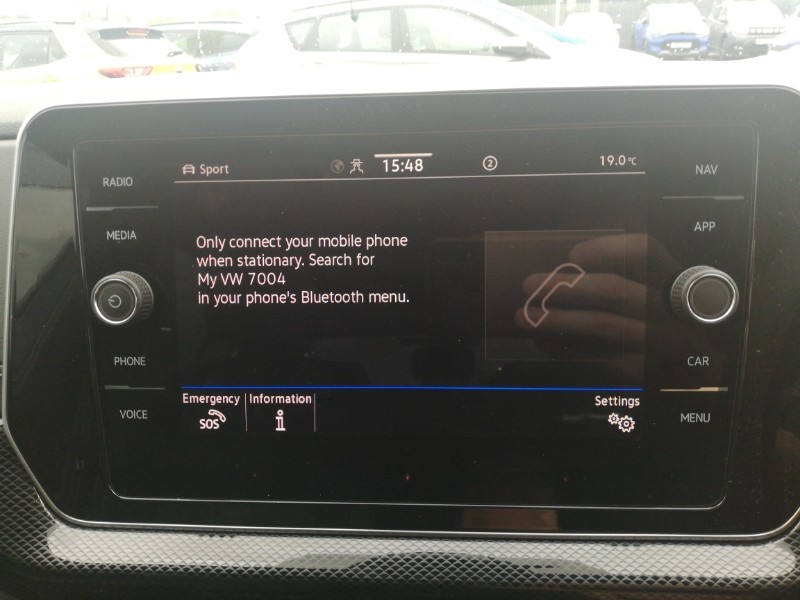 RADIO
MEDIA
PHONE
VOICE
Sport
15:48
2
19.0°C
Only connect your mobile phone
when stationary. Search for
My VW 7004
in your phone's Bluetooth menu.
Emergency
SOS
Information
i
Settings
NAV
APP
CAR
MENU